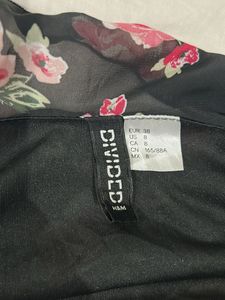 DIVIDED
H&M
EUR 38
US 8
CA 8
CN 165/88A
MX 8